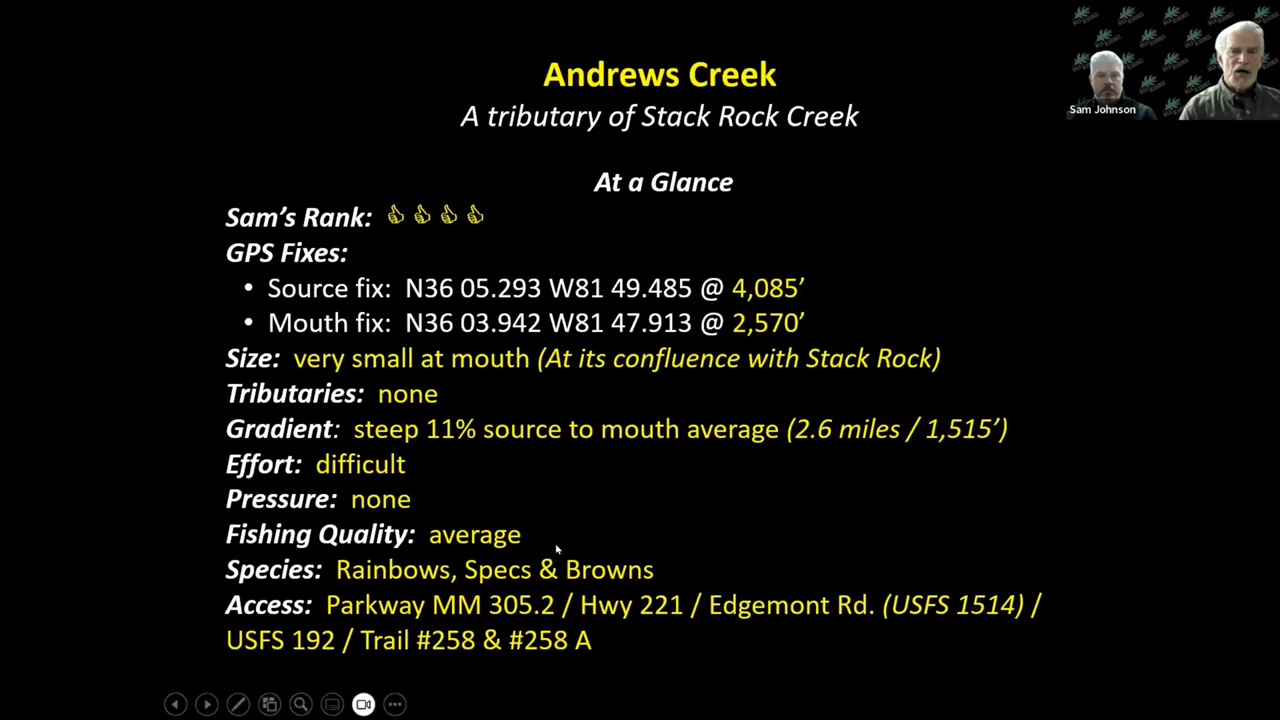 Andrews Creek
A tributary of Stack Rock Creek
Sam Johnson
At a Glance
Sam’s Rank: 👍 👍 👍 👍
GPS Fixes:
• Source fix: N36 05.293 W81 49.485 @ 4,085’
• Mouth fix: N36 03.942 W81 47.913 @ 2,570’
Size: very small at mouth (At its confluence with Stack Rock)
Tributaries: none
Gradient: steep 11% source to mouth average (2.6 miles / 1,515’)
Effort: difficult
Pressure: none
Fishing Quality: average
Species: Rainbows, Specs & Browns
Access: Parkway MM 305.2 / Hwy 221 / Edgemont Rd. (USFS 1514) /
USFS 192 / Trail #258 & #258 A